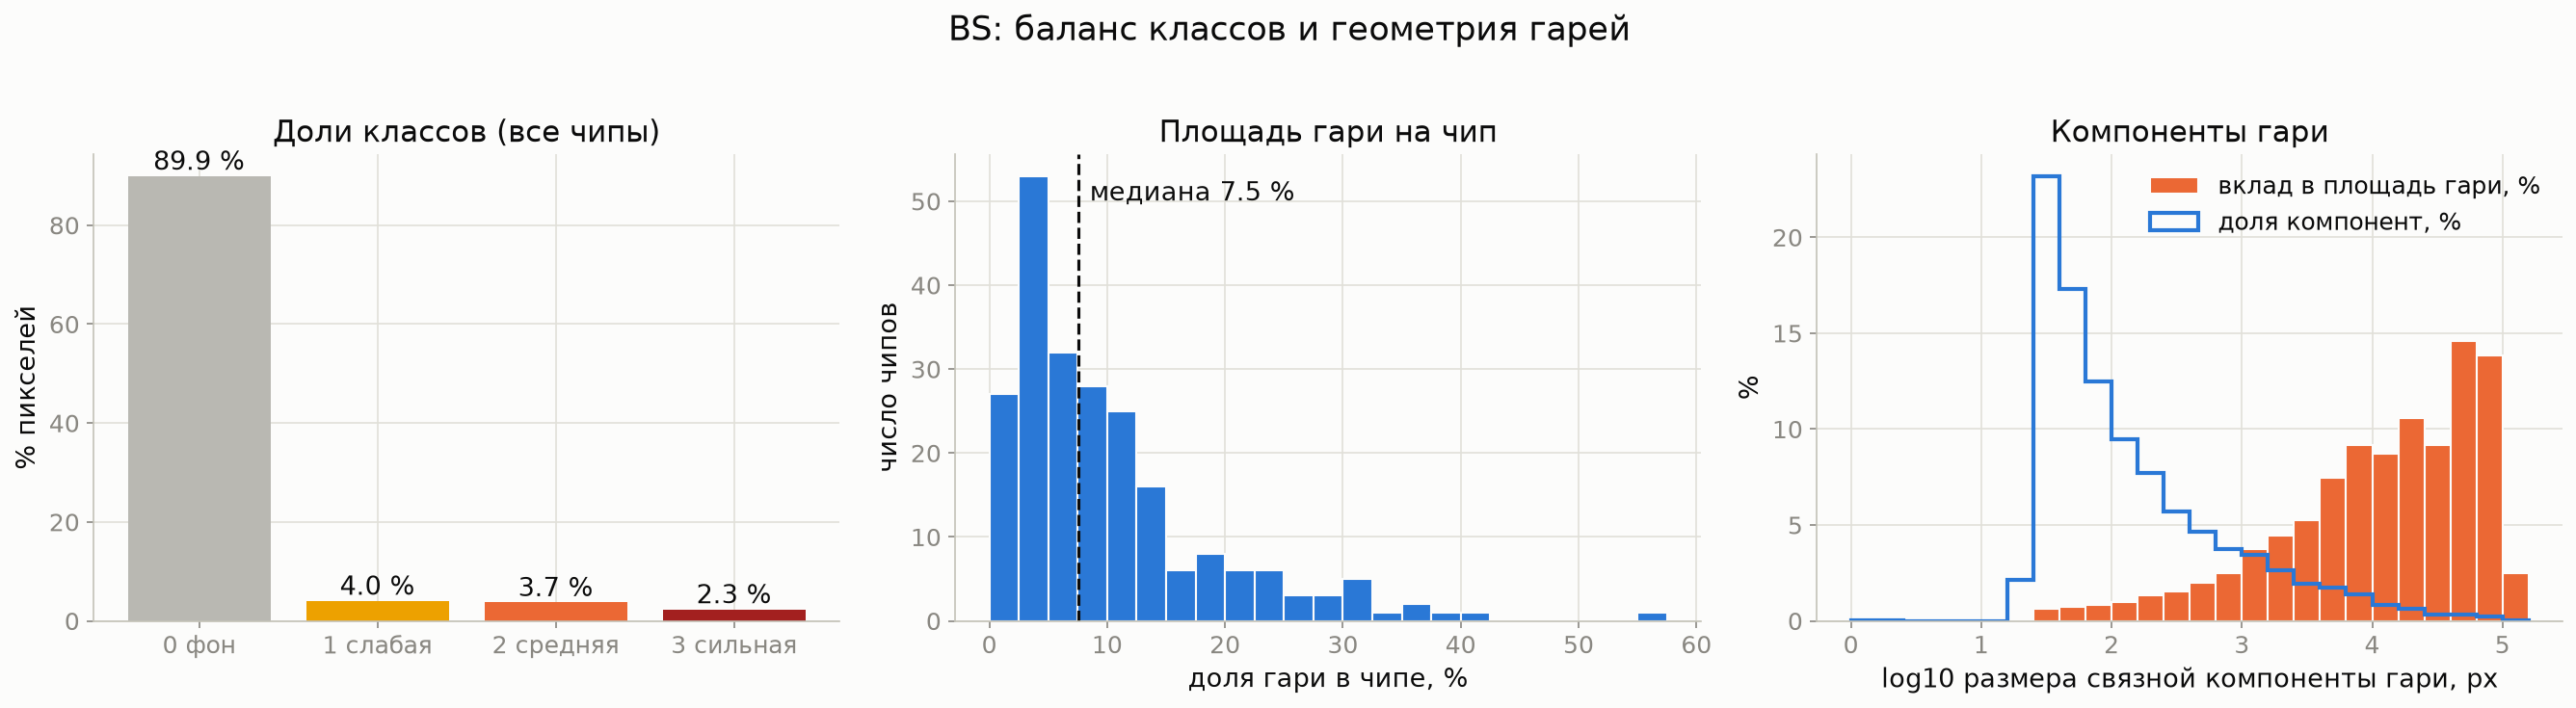 BS: баланс классов и геометрия гарей
Доли классов (все чипы)
% пикселей
0
20
40
60
80
89.9 %
4.0 %
3.7 %
2.3 %
0 фон
1 слабая
2 средняя
3 сильная
Площадь гари на чип
число чипов
0
10
20
30
40
50
медиана 7.5 %
0
10
20
30
40
50
60
доля гари в чипе, %
Компоненты гари
%
0
5
10
15
20
вклад в площадь гари, %
доля компонент, %
0
1
2
3
4
5
log10 размера связной компоненты гари, px